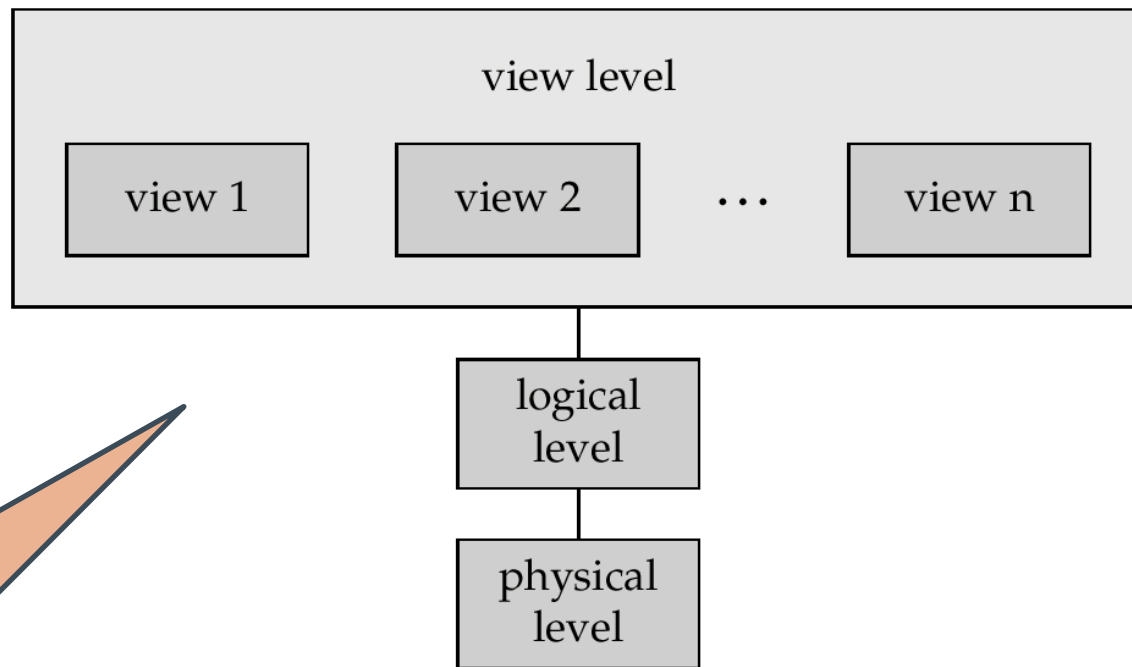 view level
view 1
view 2
...
view n
logical
level
physical
level